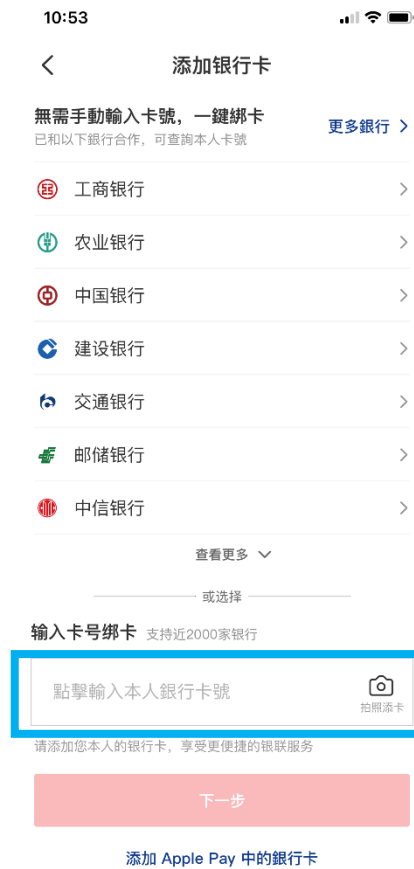 10:53
添加银行卡
無需手動輸入卡號，一鍵綁卡
已和以下銀行合作，可查詢本人卡號
更多銀行
工商银行
农业银行
中国银行
建设银行
交通银行
邮储银行
中信银行
查看更多
或选择
输入卡号绑卡 支持近2000家银行
點擊輸入本人銀行卡號
拍照添卡
请添加您本人的银行卡，享受更便捷的银联服务
下一步
添加 Apple Pay 中的銀行卡